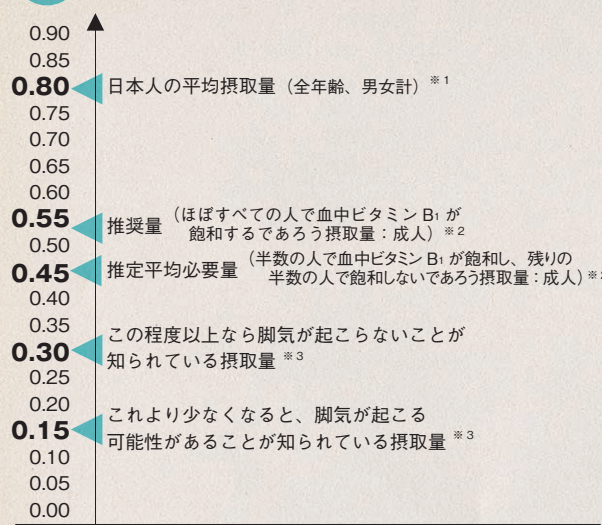 0.90
0.85
0.80 日本人の平均摂取量（全年齢、男女計）※1
0.75
0.70
0.65
0.60
0.55 推奨量（ほぼすべての人で血中ビタミン B1 が
飽和するであろう摂取量：成人）※2
0.50
0.45 推定平均必要量（半数の人で血中ビタミン B1 が飽和し、残りの
半数の人で飽和しないであろう摂取量：成人）※
0.40
0.35
この程度以上なら脚気が起こらないことが
0.30
知られている摂取量 ※3
0.25
0.20
これより少なくなると、脚気が起こる
0.15
可能性があることが知られている摂取量 ※3
0.10
0.05
0.00